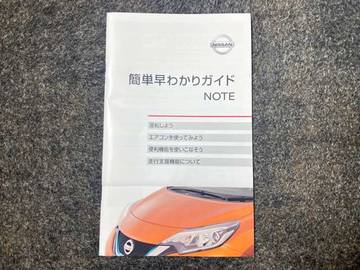 NISSAN
簡単早わかりガイド
NOTE
運転しよう
エアコンを使ってみよう
便利機能を使いこなそう
走行支援機能について